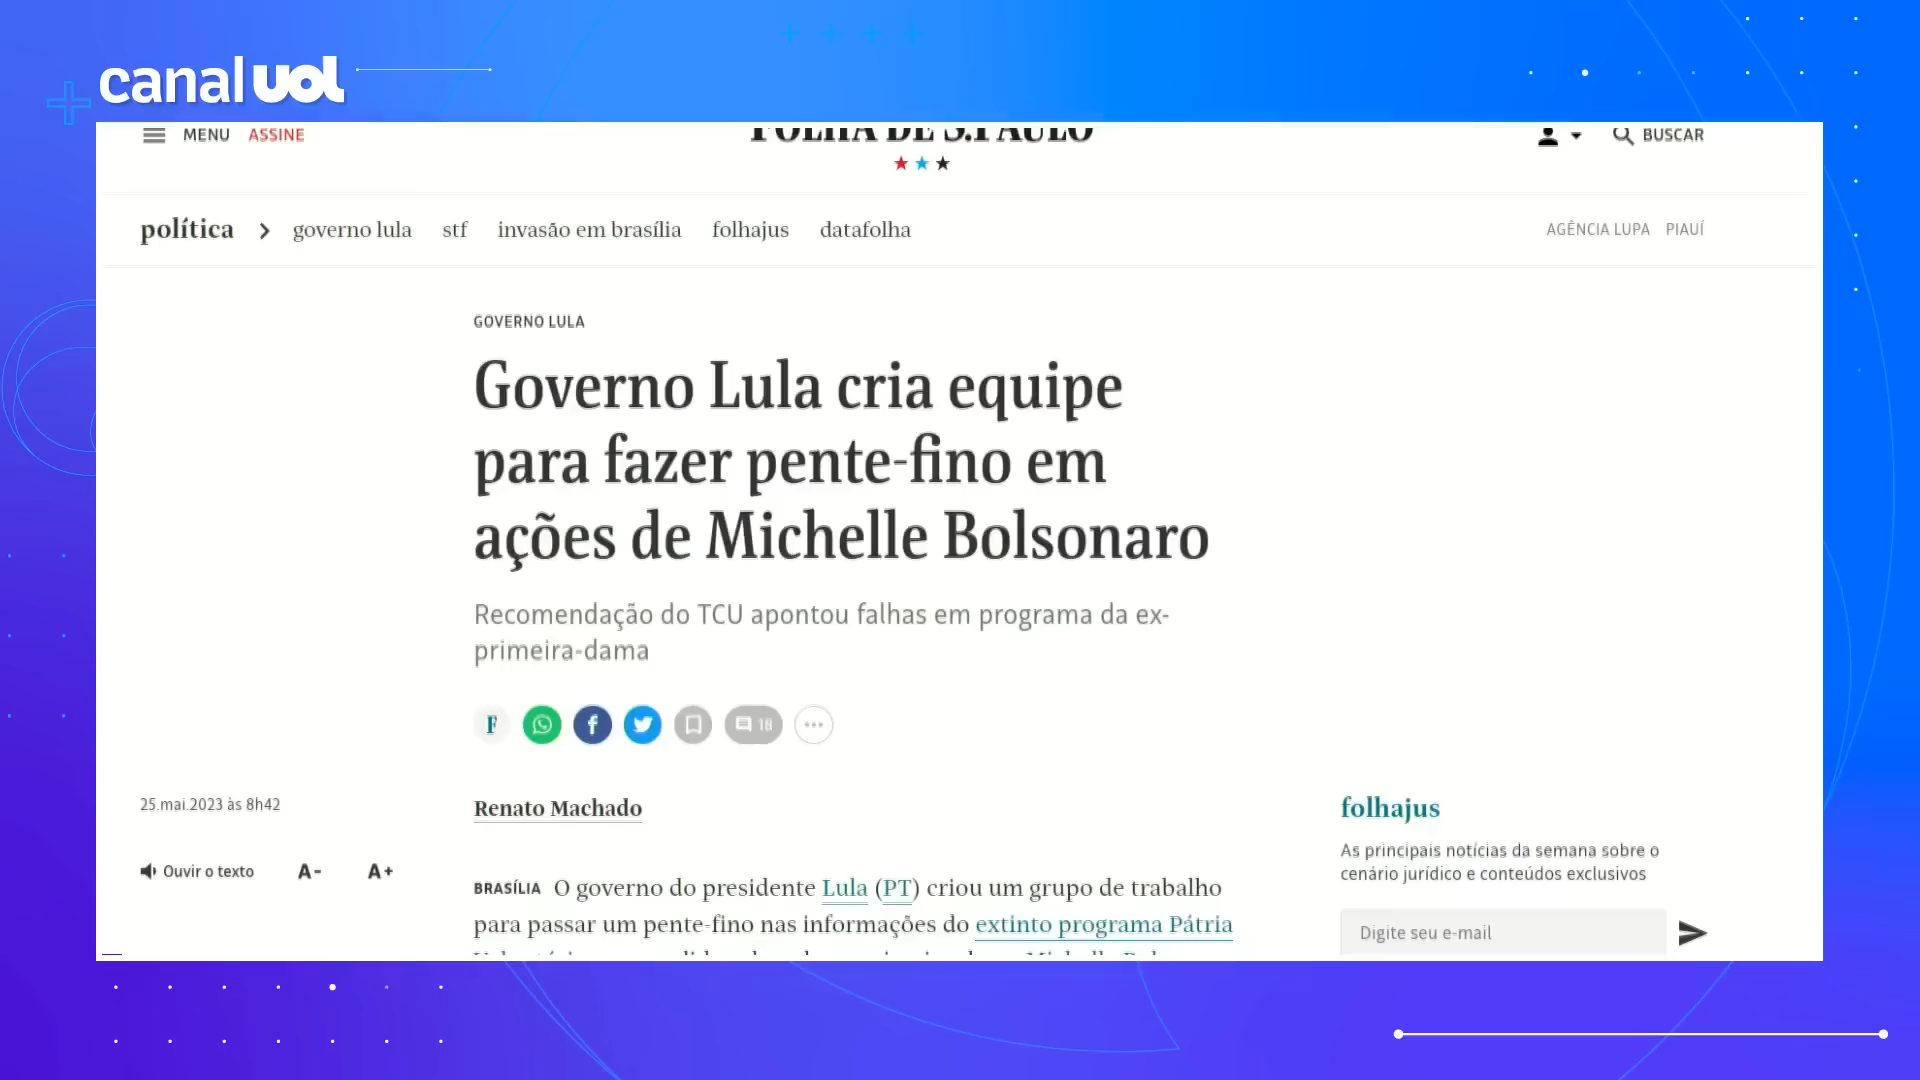 canal uol
MENU ASSINE
FOLHA DE S.PAULO
BUSCAR
política governo lula stf invasão em brasília folhajus datafolha
AGÊNCIA LUPA PIAUÍ
GOVERNO LULA
Governo Lula cria equipe
para fazer pente-fino em
ações de Michelle Bolsonaro
Recomendação do TCU apontou falhas em programa da ex-
primeira-dama
F
18
25.mai.2023 às 8h42
Ouvir o texto A- A+
Renato Machado
BRASÍLIA O governo do presidente Lula (PT) criou um grupo de trabalho
para passar um pente-fino nas informações do extinto programa Pátria
folhajus
As principais notícias da semana sobre o
cenário jurídico e conteúdos exclusivos
Digite seu e-mail